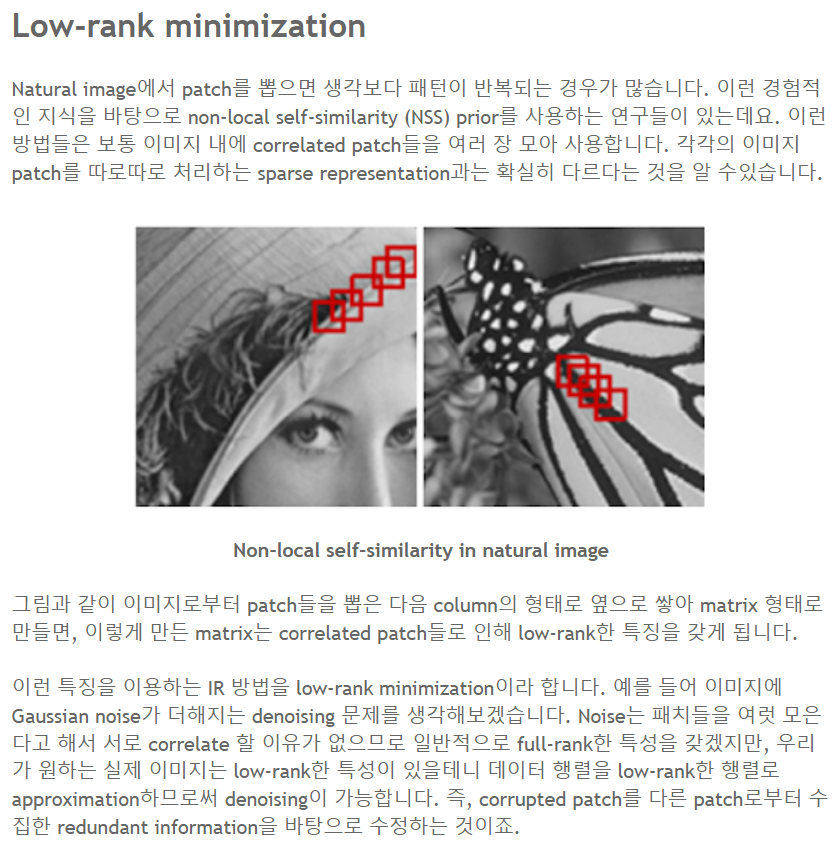 Low-rank minimization
Natural image에서 patch를 뽑으면 생각보다 패턴이 반복되는 경우가 많습니다. 이런 경험적
인 지식을 바탕으로 non-local self-similarity (NSS) prior를 사용하는 연구들이 있는데요. 이런
방법들은 보통 이미지 내에 correlated patch들을 여러 장 모아 사용합니다. 각각의 이미지
patch를 따로따로 처리하는 sparse representation과는 확실히 다르다는 것을 알 수있습니다.
Non-local self-similarity in natural image
그림과 같이 이미지로부터 patch들을 뽑은 다음 column의 형태로 옆으로 쌓아 matrix 형태로
만들면, 이렇게 만든 matrix는 correlated patch들로 인해 low-rank한 특징을 갖게 됩니다.
이런 특징을 이용하는 IR 방법을 low-rank minimization이라 합니다. 예를 들어 이미지에
Gaussian noise가 더해지는 denoising 문제를 생각해보겠습니다. Noise는 패치들을 여럿 모은
다고 해서 서로 correlate 할 이유가 없으므로 일반적으로 full-rank한 특성을 갖겠지만, 우리
가 원하는 실제 이미지는 low-rank한 특성이 있을테니 데이터 행렬을 low-rank한 행렬로
approximation하므로써 denoising이 가능합니다. 즉, corrupted patch를 다른 patch로부터 수
집한 redundant information을 바탕으로 수정하는 것이죠.